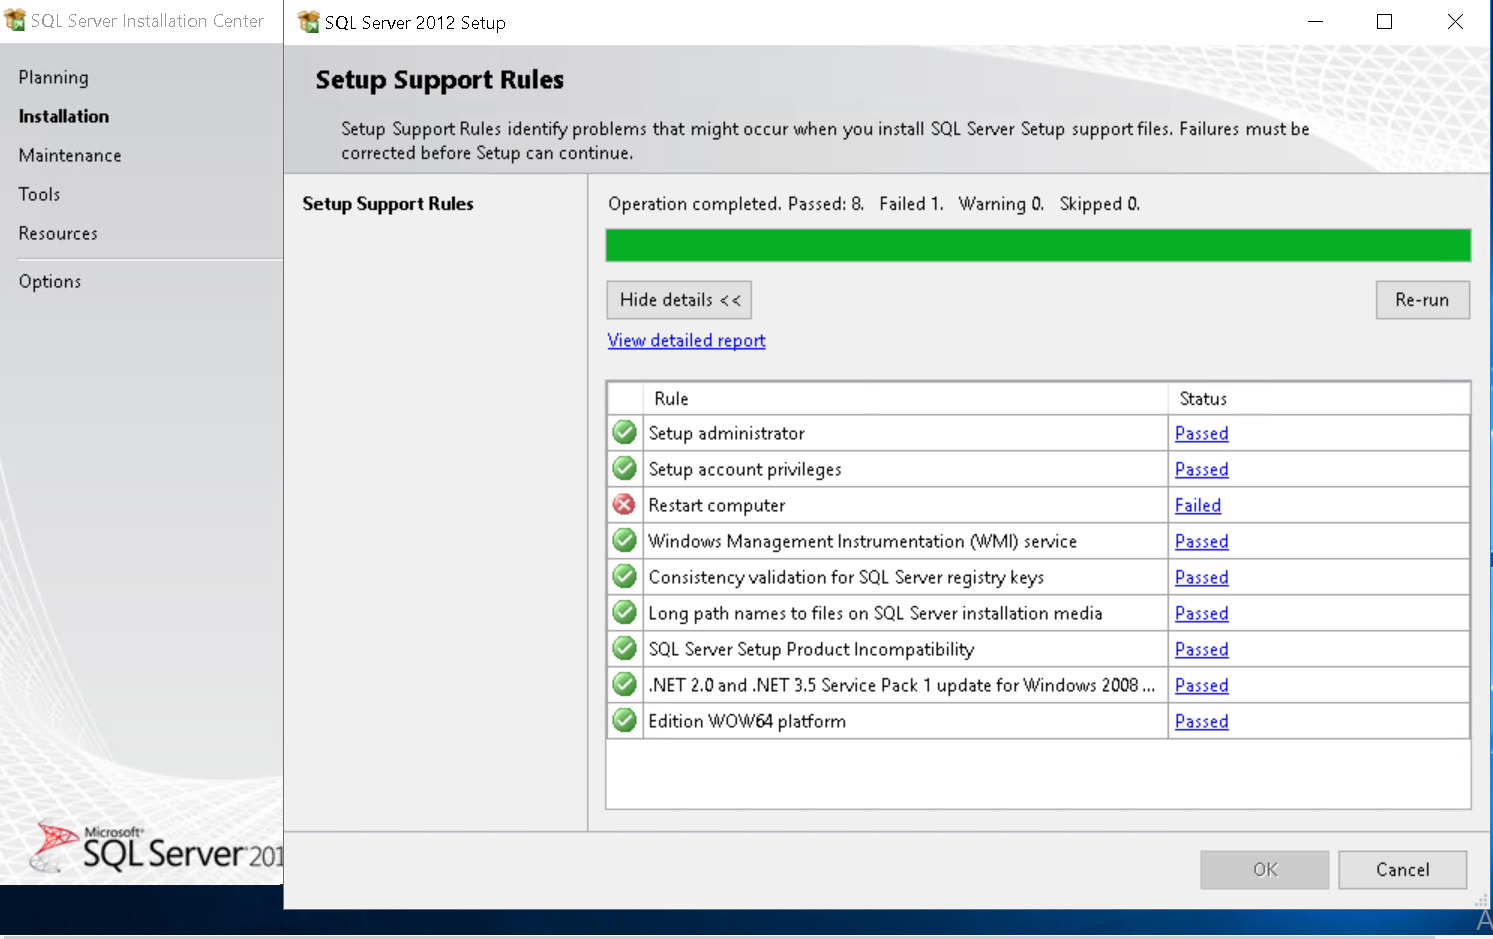 SQL Server Installation Center
Planning
Installation
Maintenance
Tools
Resources
Options
Microsoft®
SQL Server® 201
SQL Server 2012 Setup
Setup Support Rules
Setup Support Rules identify problems that might occur when you install SQL Server Setup support files. Failures must be
corrected before Setup can continue.
Setup Support Rules
Operation completed. Passed: 8.   Failed 1.   Warning 0.   Skipped 0.
Hide details <<
Re-run
View detailed report
Rule Status
Setup administrator Passed
Setup account privileges Passed
Restart computer Failed
Windows Management Instrumentation (WMI) service Passed
Consistency validation for SQL Server registry keys Passed
Long path names to files on SQL Server installation media Passed
SQL Server Setup Product Incompatibility Passed
.NET 2.0 and .NET 3.5 Service Pack 1 update for Windows 2008 ... Passed
Edition WOW64 platform Passed
OK Cancel
A